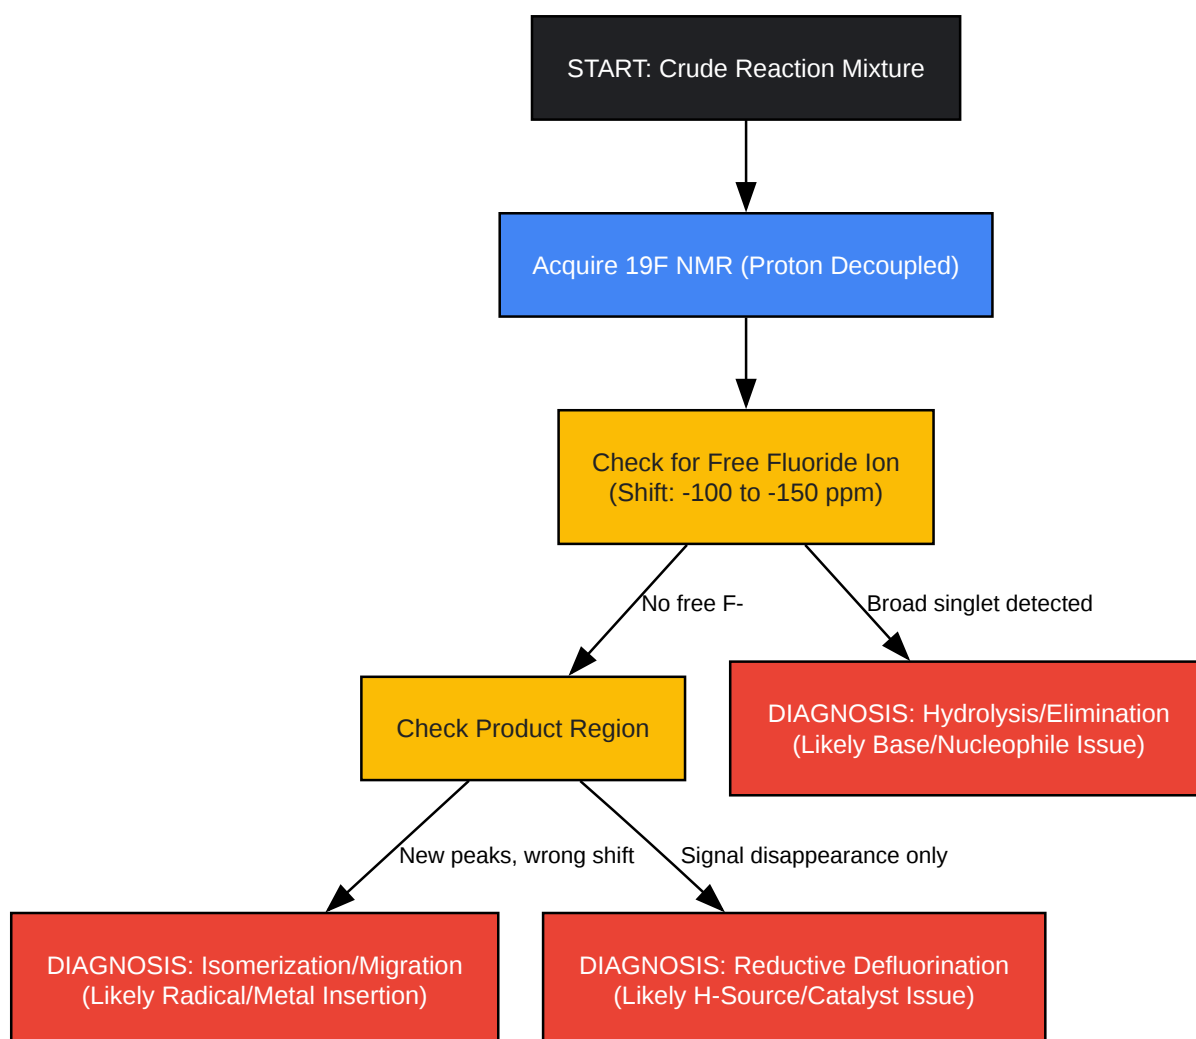 START: Crude Reaction Mixture
Acquire 19F NMR (Proton Decoupled)
Check for Free Fluoride Ion
(Shift: -100 to -150 ppm)
No free F-
Broad singlet detected
Check Product Region
DIAGNOSIS: Hydrolysis/Elimination
(Likely Base/Nucleophile Issue)
New peaks, wrong shift
Signal disappearance only
DIAGNOSIS: Isomerization/Migration
(Likely Radical/Metal Insertion)
DIAGNOSIS: Reductive Defluorination
(Likely H-Source/Catalyst Issue)